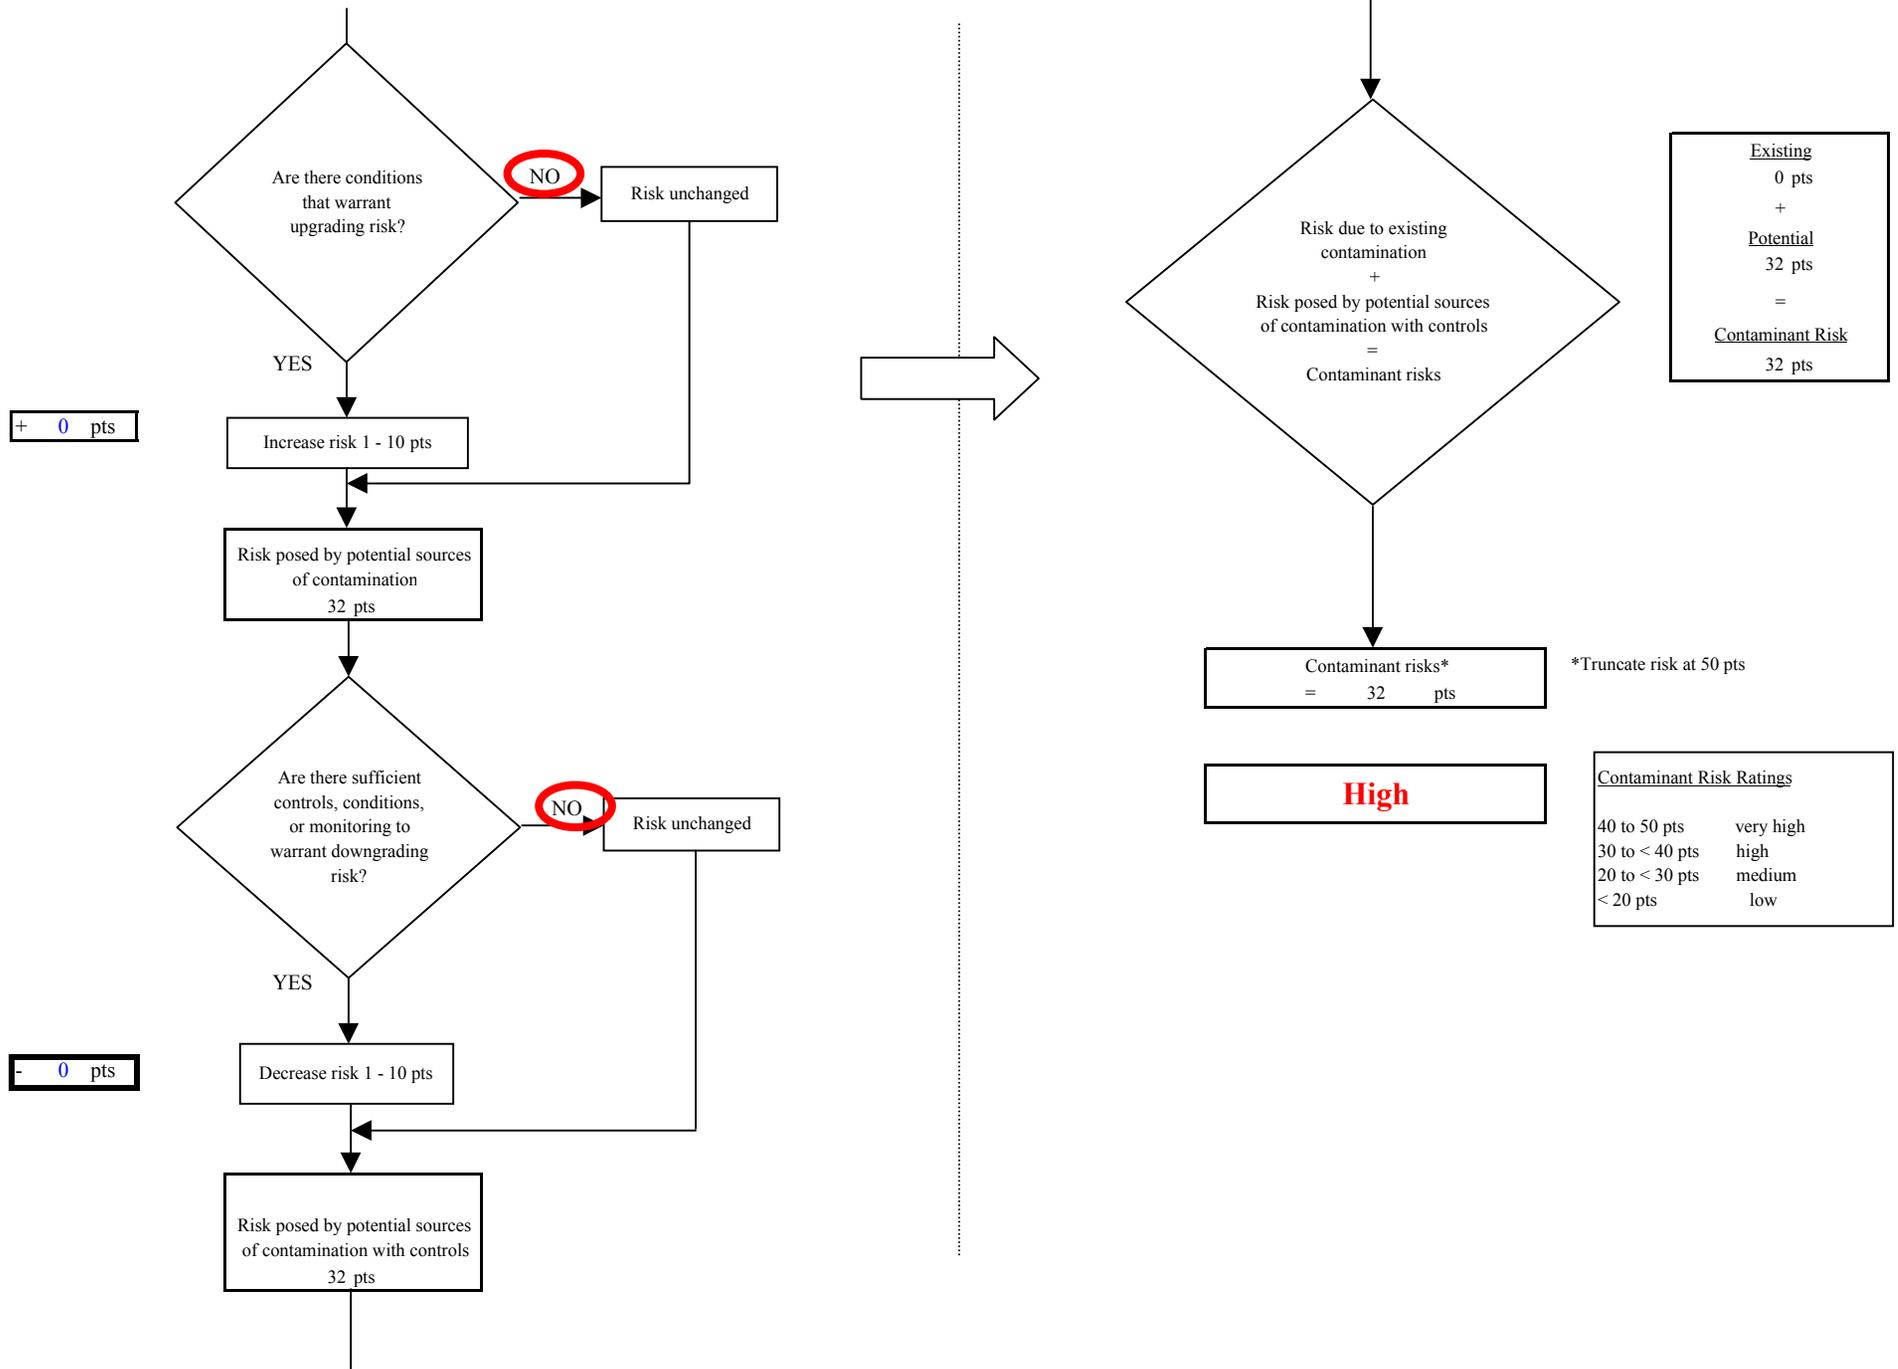 Are there conditions
that warrant
upgrading risk?
NO
Risk unchanged
YES
+ 0 pts
Increase risk 1 - 10 pts
Risk posed by potential sources
of contamination
32 pts
Are there sufficient
controls, conditions,
or monitoring to
warrant downgrading
risk?
NO
Risk unchanged
YES
- 0 pts
Decrease risk 1 - 10 pts
Risk posed by potential sources
of contamination with controls
32 pts
Risk due to existing
contamination
+
Risk posed by potential sources
of contamination with controls
=
Contaminant risks
Existing
0 pts
+
Potential
32 pts
=
Contaminant Risk
32 pts
Contaminant risks*
= 32 pts
*Truncate risk at 50 pts
High
Contaminant Risk Ratings
40 to 50 pts very high
30 to < 40 pts high
20 to < 30 pts medium
< 20 pts low